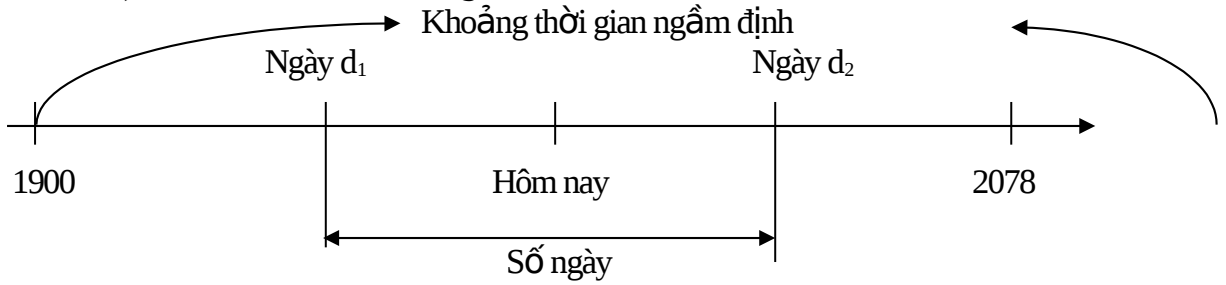 Khoảng thời gian ngầm định
Ngày d₁
Ngày d₂
1900
Hôm nay
2078
Số ngày